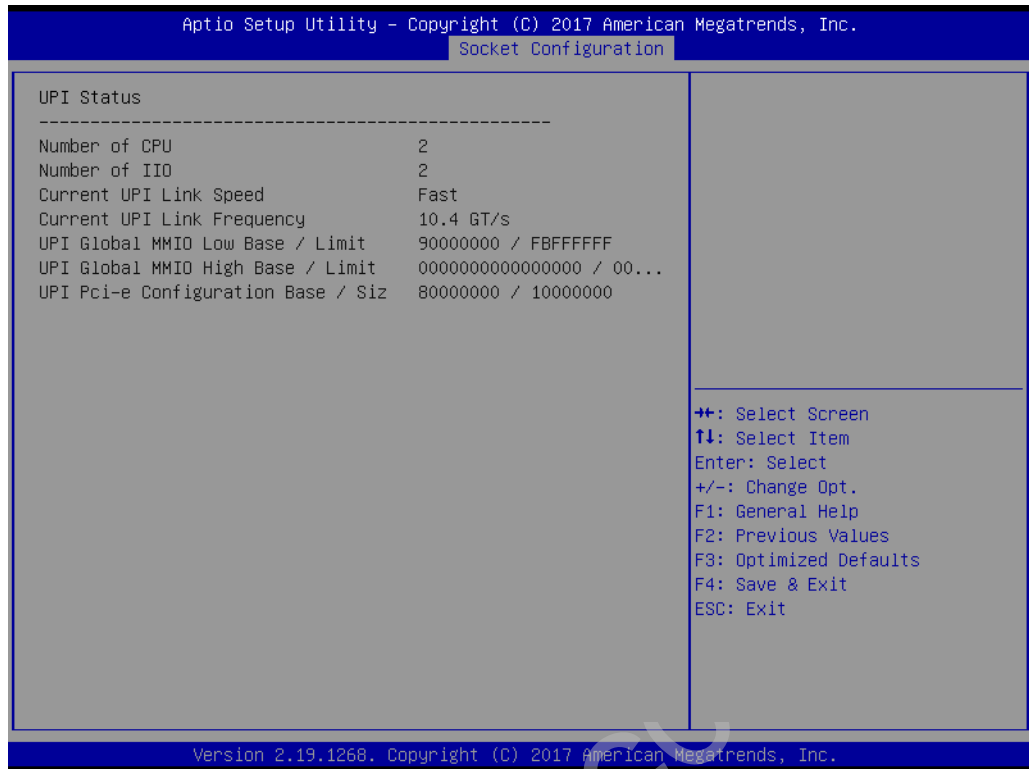 Aptio Setup Utility – Copyright (C) 2017 American Megatrends, Inc.
Socket Configuration
UPI Status
--------------------------------------------------
Number of CPU 2
Number of IIO 2
Current UPI Link Speed Fast
Current UPI Link Frequency 10.4 GT/s
UPI Global MMIO Low Base / Limit 90000000 / FBFFFFFF
UPI Global MMIO High Base / Limit 0000000000000000 / 00...
UPI Pci-e Configuration Base / Siz 80000000 / 10000000
→←: Select Screen
↑↓: Select Item
Enter: Select
+/-: Change Opt.
F1: General Help
F2: Previous Values
F3: Optimized Defaults
F4: Save & Exit
ESC: Exit
Version 2.19.1268. Copyright (C) 2017 American Megatrends, Inc.